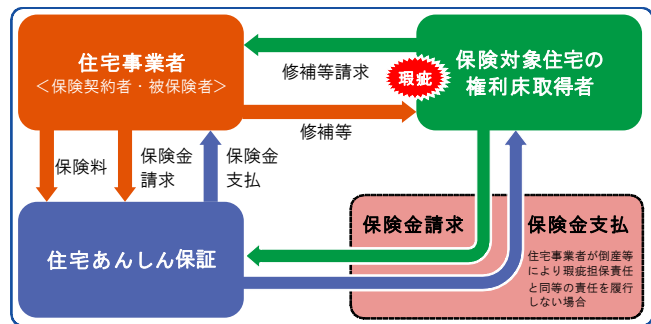 住宅事業者
＜保険契約者・被保険者＞
修補等請求
瑕疵
保険対象住宅の
権利床取得者
修補等
保険料
保険金
請求
保険金
支払
住宅あんしん保証
保険金請求
保険金支払
住宅事業者が倒産等
により瑕疵担保責任
と同等の責任を履行
しない場合